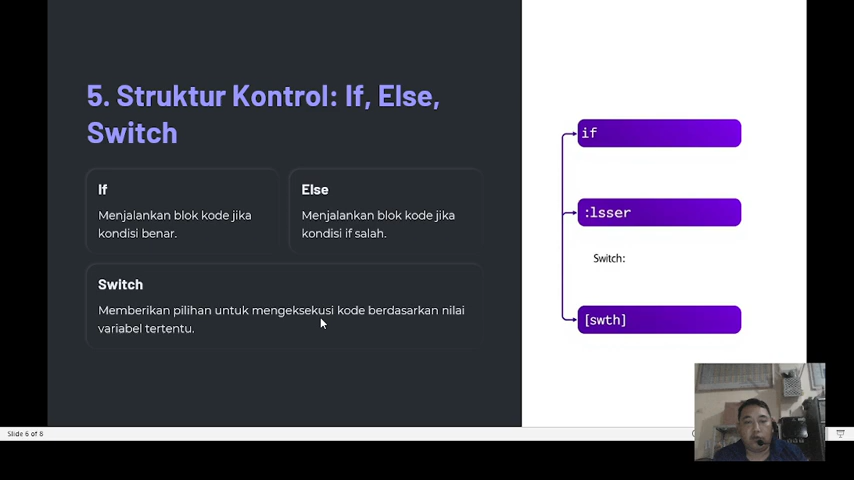 5. Struktur Kontrol: If, Else,
Switch
If
Menjalankan blok kode jika
kondisi benar.
Else
Menjalankan blok kode jika
kondisi if salah.
Switch
Memberikan pilihan untuk mengeksekusi kode berdasarkan nilai
variabel tertentu.
if
:lsser
Switch:
[swth]
Slide 6 of 8